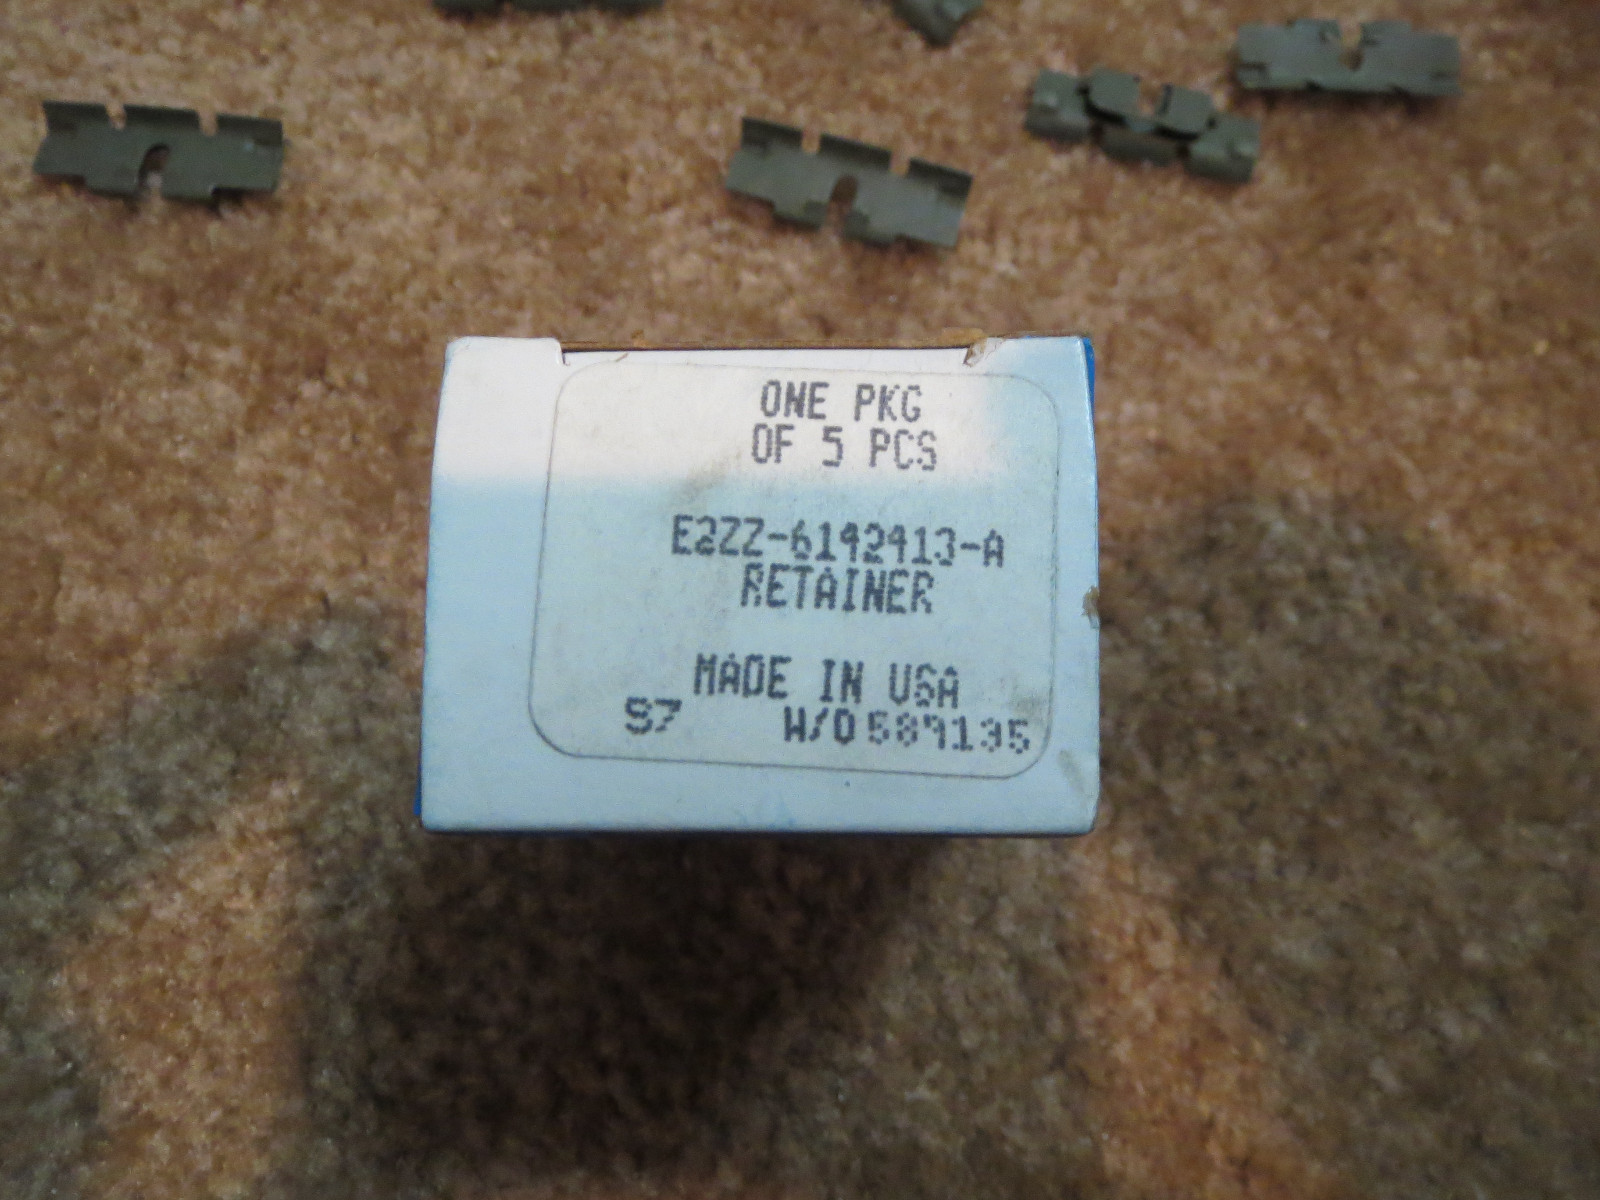 ONE PKG
OF 5 PCS
E2ZZ-6142413-A
RETAINER
MADE IN USA
S7 W/O 589135